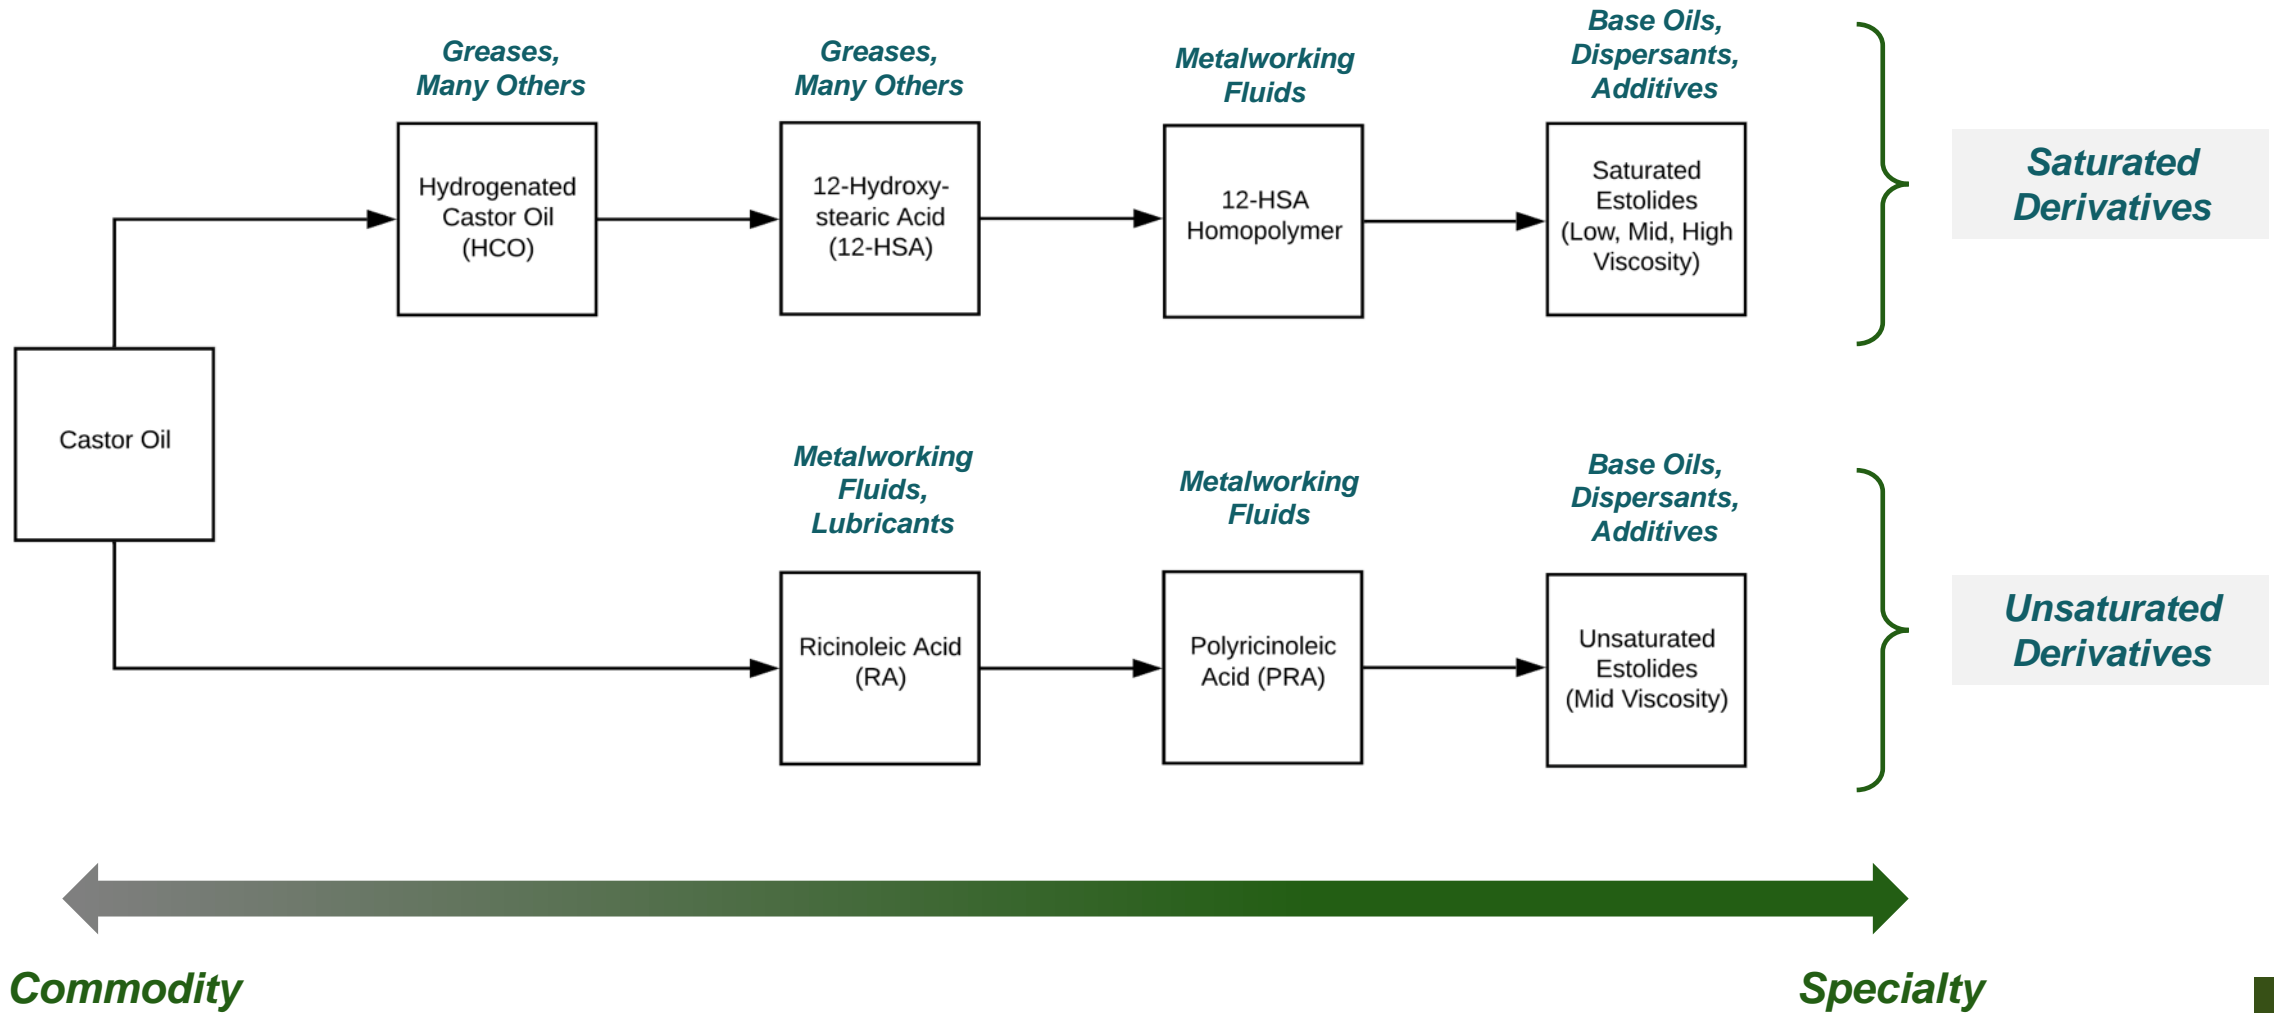 Greases,
Many Others
Greases,
Many Others
Metalworking
Fluids
Base Oils,
Dispersants,
Additives
Hydrogenated
Castor Oil
(HCO)
12-Hydroxy-
stearic Acid
(12-HSA)
12-HSA
Homopolymer
Saturated
Estolides
(Low, Mid, High
Viscosity)
Saturated
Derivatives
Castor Oil
Metalworking
Fluids,
Lubricants
Metalworking
Fluids
Base Oils,
Dispersants,
Additives
Ricinoleic Acid
(RA)
Polyricinoleic
Acid (PRA)
Unsaturated
Estolides
(Mid Viscosity)
Unsaturated
Derivatives
Commodity
Specialty